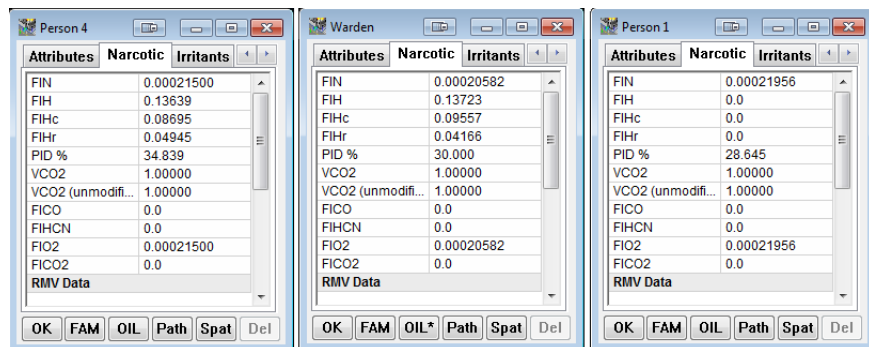 Person 4
Attributes Narcotic Irritants
FIN 0.00021500
FIH 0.13639
FIHc 0.08695
FIHr 0.04945
PID % 34.839
VCO2 1.00000
VCO2 (unmodifi... 1.00000
FICO 0.0
FIHCN 0.0
FIO2 0.00021500
FICO2 0.0
RMV Data
OK FAM OIL Path Spat Del
Warden
Attributes Narcotic Irritants
FIN 0.00020582
FIH 0.13723
FIHc 0.09557
FIHr 0.04166
PID % 30.000
VCO2 1.00000
VCO2 (unmodifi... 1.00000
FICO 0.0
FIHCN 0.0
FIO2 0.00020582
FICO2 0.0
RMV Data
OK FAM OIL* Path Spat Del
Person 1
Attributes Narcotic Irritants
FIN 0.00021956
FIH 0.0
FIHc 0.0
FIHr 0.0
PID % 28.645
VCO2 1.00000
VCO2 (unmodifi... 1.00000
FICO 0.0
FIHCN 0.0
FIO2 0.00021956
FICO2 0.0
RMV Data
OK FAM OIL Path Spat Del